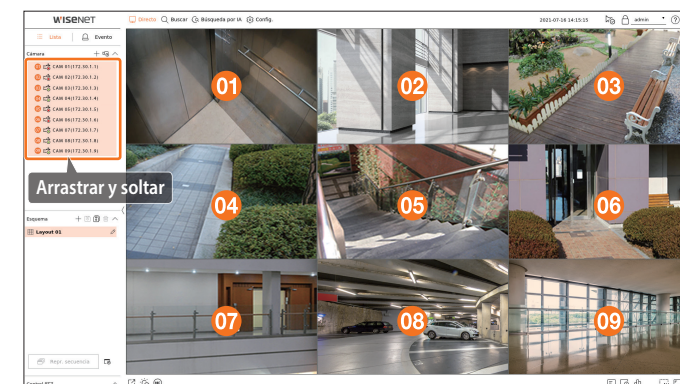 WISENET
Directo Buscar Búsqueda por IA Config.
2021-07-16 14:15:15 admin
Lista Evento
Cámara
CAM 01(172.30.1.1)
CAM 02(172.30.1.2)
CAM 03(172.30.1.3)
CAM 04(172.30.1.4)
CAM 05(172.30.1.5)
CAM 06(172.30.1.6)
CAM 07(172.30.1.7)
CAM 08(172.30.1.8)
CAM 09(172.30.1.9)
Arrastrar y soltar
Esquema
Layout 01
Repr. secuencia
Control PTZ
01 02 03
04 05 06
07 08 09